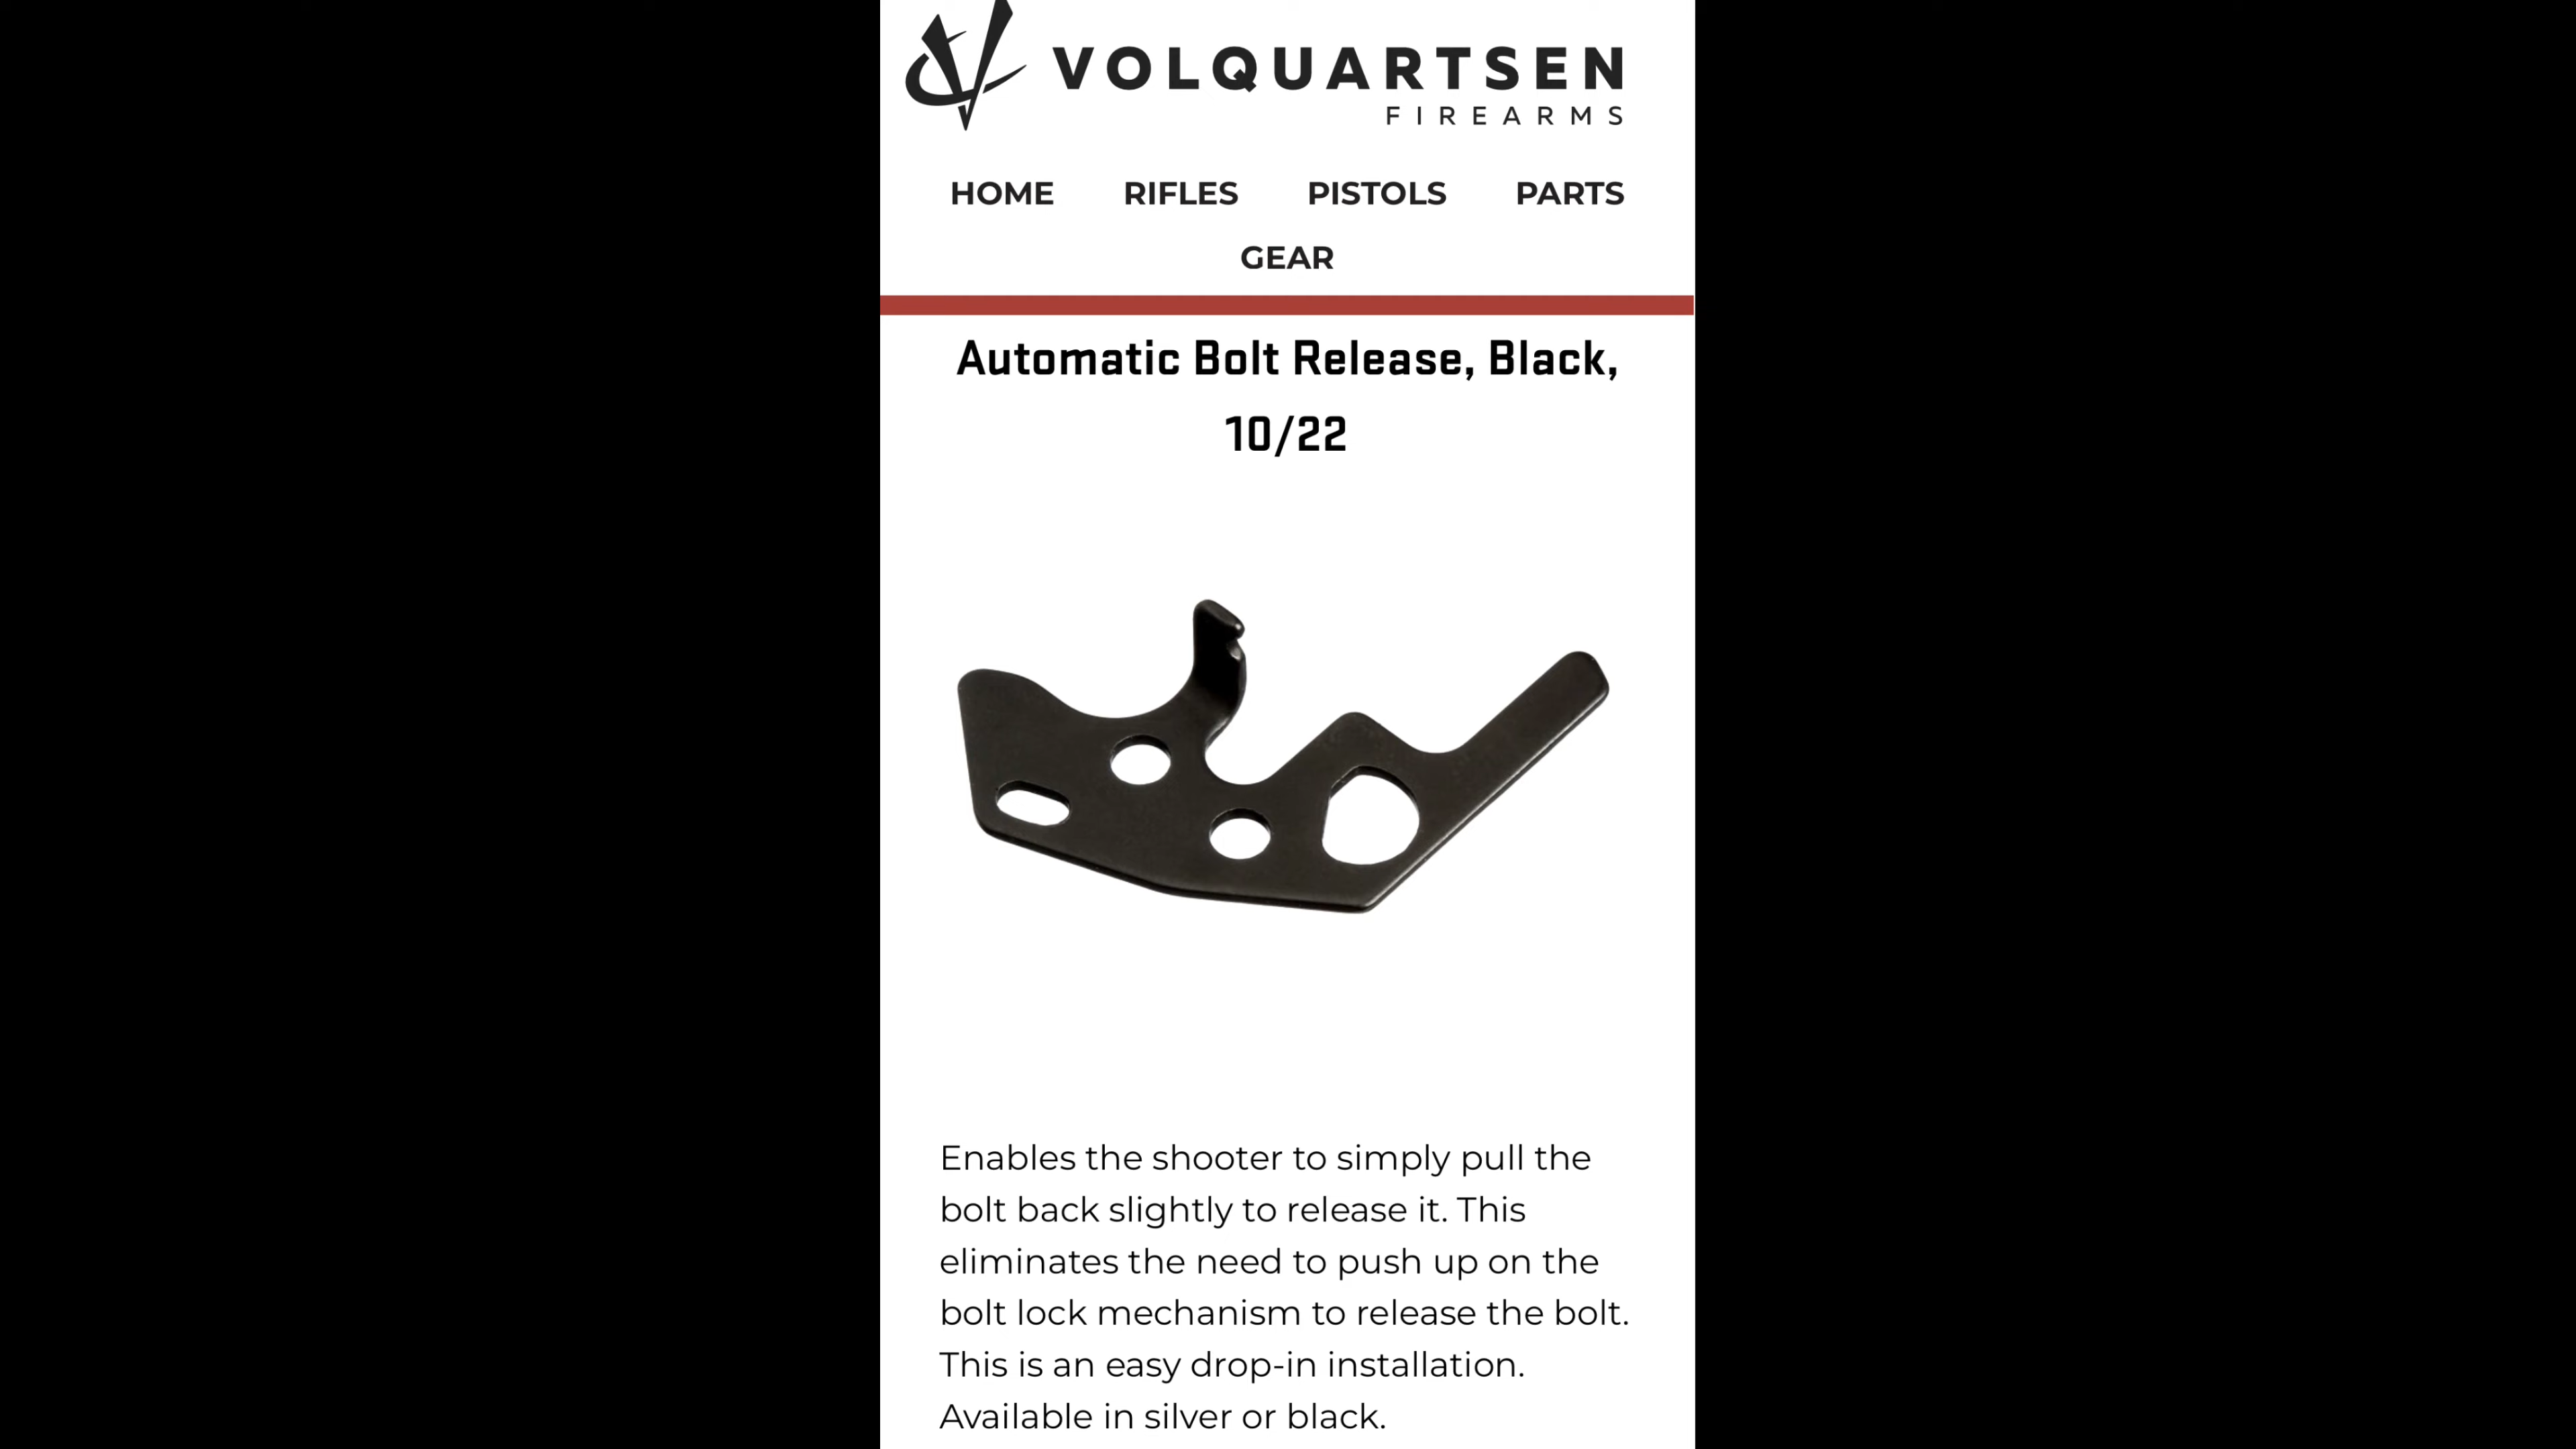 VOLQUARTSEN
FIREARMS
HOME RIFLES PISTOLS PARTS
GEAR
Automatic Bolt Release, Black,
10/22
Enables the shooter to simply pull the
bolt back slightly to release it. This
eliminates the need to push up on the
bolt lock mechanism to release the bolt.
This is an easy drop-in installation.
Available in silver or black.